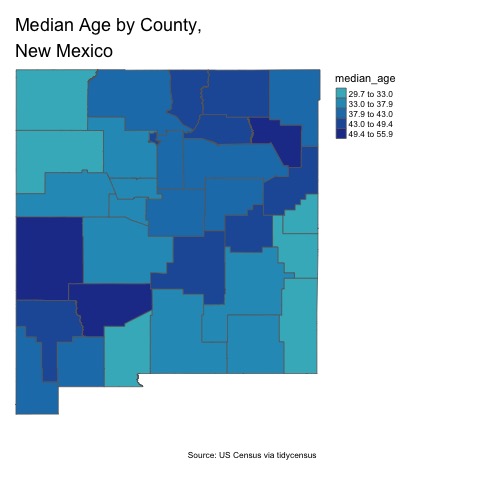 Median Age by County,
New Mexico
median_age
29.7 to 33.0
33.0 to 37.9
37.9 to 43.0
43.0 to 49.4
49.4 to 55.9
Source: US Census via tidycensus